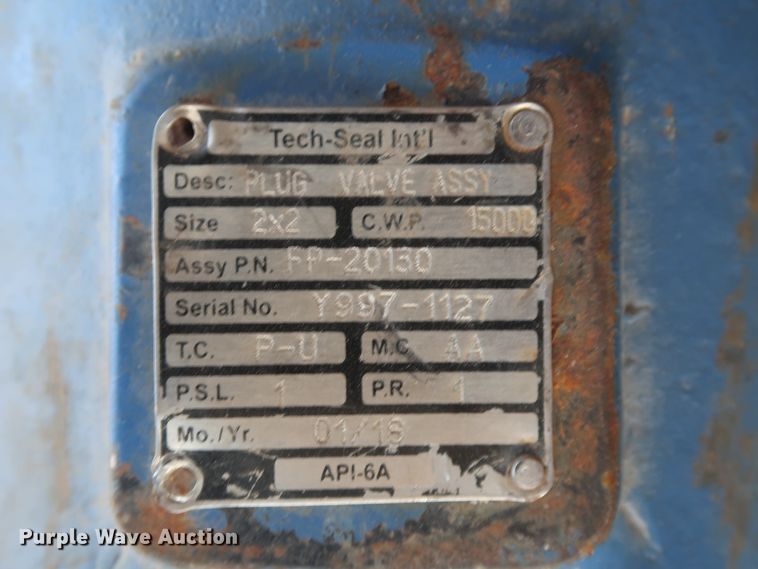 Tech-Seal Int'l
Desc: PLUG VALVE ASSY
Size 2x2 C.W.P. 15000
Assy P.N. FP-20130
Serial No. Y997-1127
T.C. P-U M.C. AA
P.S.L. 1 P.R. 1
Mo./Yr. 01/18
API-6A
Purple Wave Auction